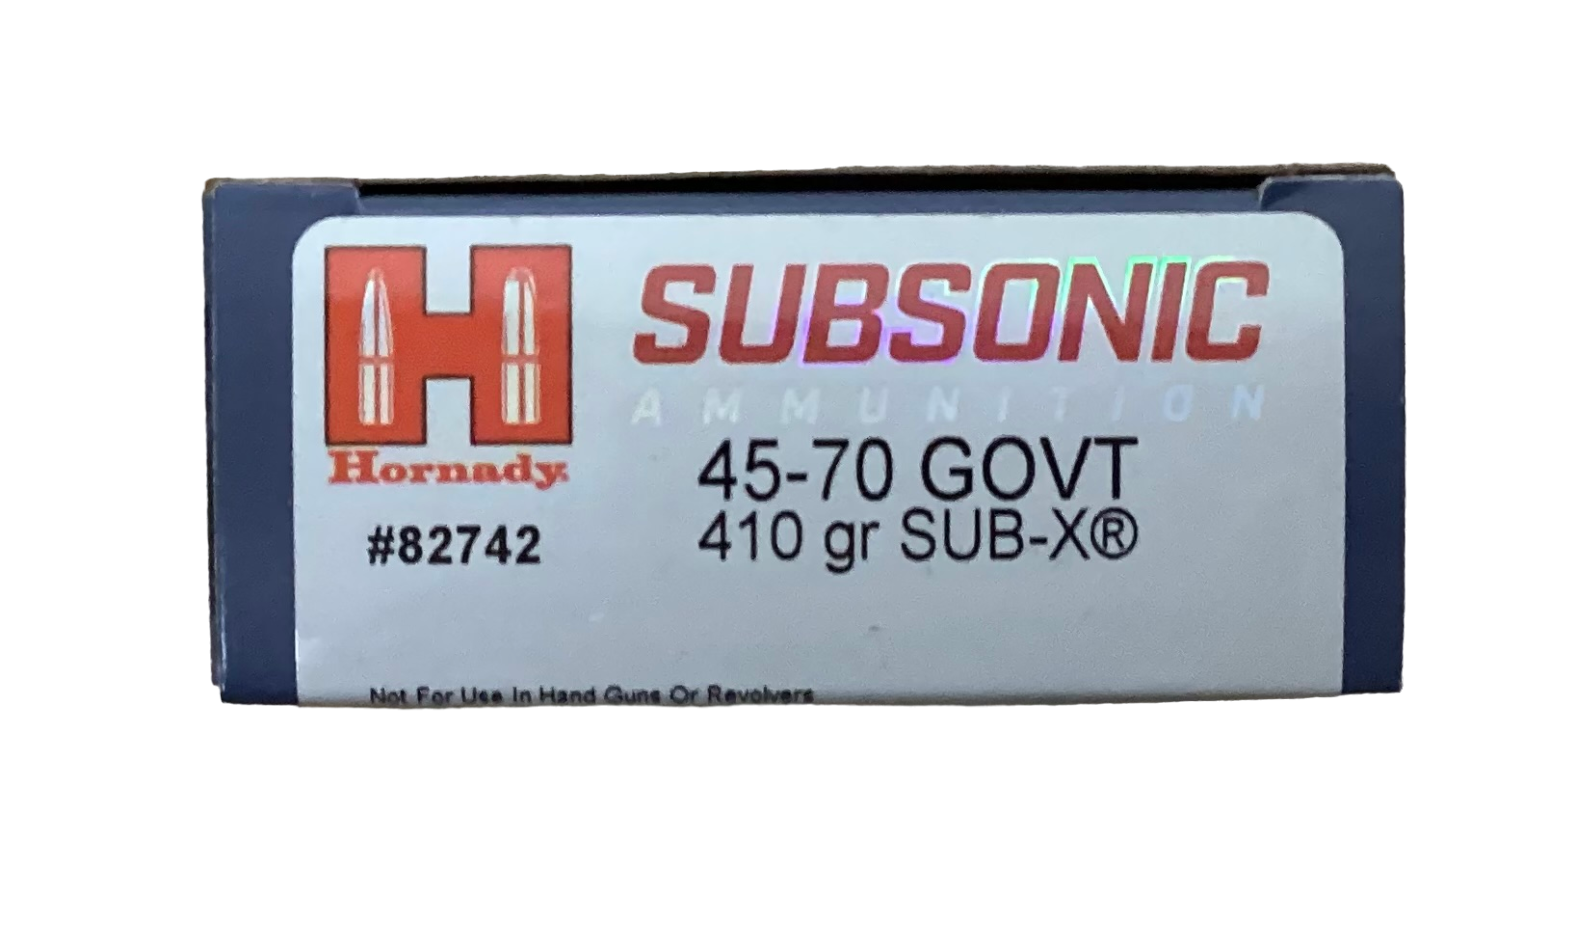 H
Hornady
#82742
SUBSONIC
AMMUNITION
45-70 GOVT
410 gr SUB-X®
Not For Use In Hand Guns Or Revolvers